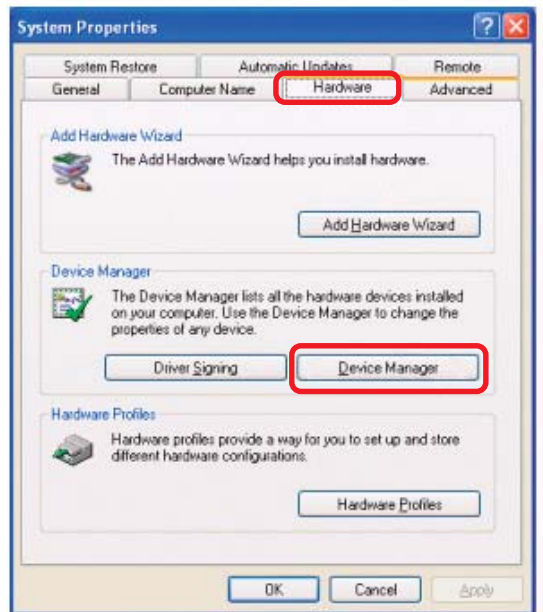 System Properties
System Restore Automatic Updates Remote
General Computer Name Hardware Advanced
Add Hardware Wizard
The Add Hardware Wizard helps you install hardware.
Add Hardware Wizard
Device Manager
The Device Manager lists all the hardware devices installed
on your computer. Use the Device Manager to change the
properties of any device.
Driver Signing Device Manager
Hardware Profiles
Hardware profiles provide a way for you to set up and store
different hardware configurations.
Hardware Profiles
OK Cancel Apply